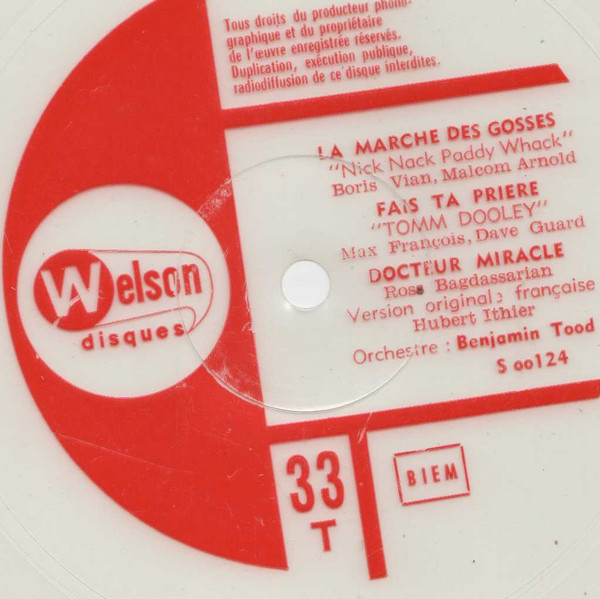 Tous droits du producteur phono-
graphique et du propriétaire
de l'œuvre enregistrée réservés.
Duplication, exécution publique,
radiodiffusion de ce disque interdites.
LA MARCHE DES GOSSES
"Nick Nack Paddy Whack"
Boris Vian, Malcom Arnold
FAIS TA PRIERE
"TOMM DOOLEY"
Max François, Dave Guard
DOCTEUR MIRACLE
Ross Bagdassarian
Version originale française
Hubert Ithier
Orchestre : Benjamin Tood
S 00124
Welson
disques
33
T
BIEM